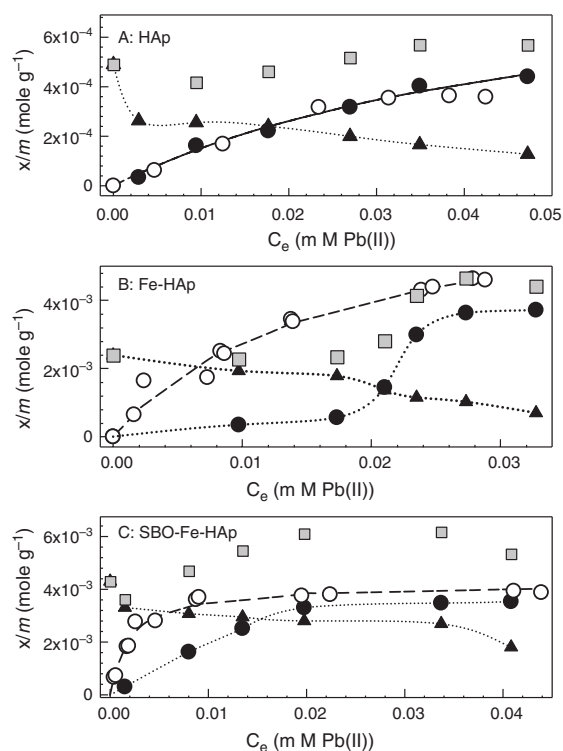 A: HAp
6x10⁻⁴
4x10⁻⁴
2x10⁻⁴
0
x/m (mole g⁻¹)
0.00 0.01 0.02 0.03 0.04 0.05
Cₑ (m M Pb(II))
B: Fe-HAp
4x10⁻³
2x10⁻³
0
x/m (mole g⁻¹)
0.00 0.01 0.02 0.03
Cₑ (m M Pb(II))
C: SBO-Fe-HAp
6x10⁻³
4x10⁻³
2x10⁻³
0
x/m (mole g⁻¹)
0.00 0.01 0.02 0.03 0.04
Cₑ (m M Pb(II))